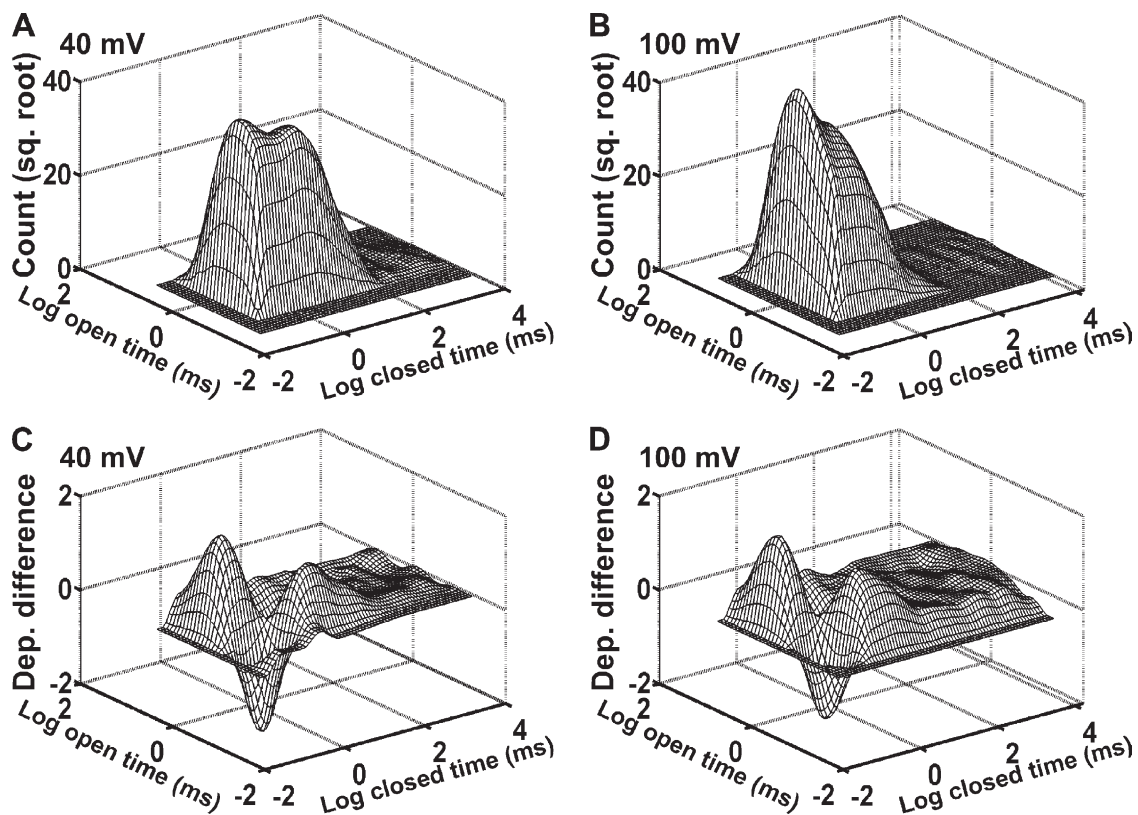 A
40 mV
Count (sq. root)
40
20
0
2
0
-2
Log open time (ms)
-2
0
2
4
Log closed time (ms)
B
100 mV
Count (sq. root)
40
20
0
2
0
-2
Log open time (ms)
-2
0
2
4
Log closed time (ms)
C
40 mV
Dep. difference
2
0
-2
2
0
-2
Log open time (ms)
-2
0
2
4
Log closed time (ms)
D
100 mV
Dep. difference
2
0
-2
2
0
-2
Log open time (ms)
-2
0
2
4
Log closed time (ms)